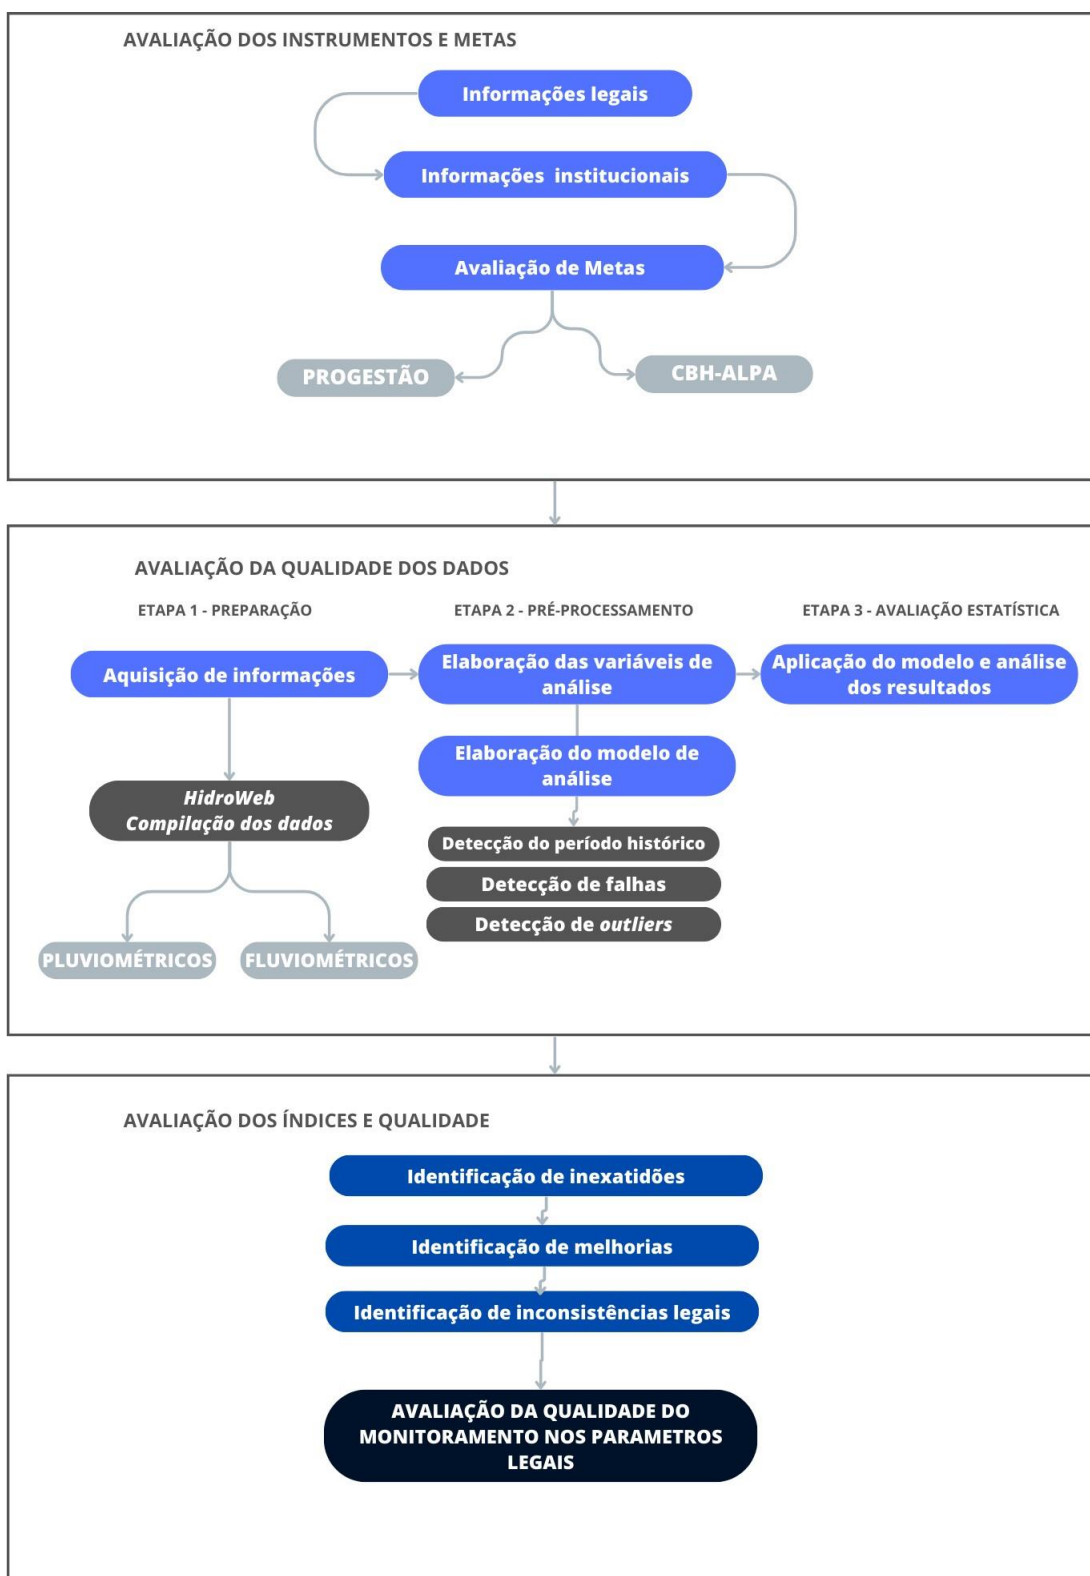 AVALIAÇÃO DOS INSTRUMENTOS E METAS
Informações legais
Informações institucionais
Avaliação de Metas
PROGESTÃO
CBH-ALPA
AVALIAÇÃO DA QUALIDADE DOS DADOS
ETAPA 1 - PREPARAÇÃO
ETAPA 2 - PRÉ-PROCESSAMENTO
ETAPA 3 - AVALIAÇÃO ESTATÍSTICA
Aquisição de informações
Elaboração das variáveis de
análise
Aplicação do modelo e análise
dos resultados
Elaboração do modelo de
análise
HidroWeb
Compilação dos dados
Detecção do período histórico
Detecção de falhas
Detecção de outliers
PLUVIOMÉTRICOS
FLUVIOMÉTRICOS
AVALIAÇÃO DOS ÍNDICES E QUALIDADE
Identificação de inexatidões
Identificação de melhorias
Identificação de inconsistências legais
AVALIAÇÃO DA QUALIDADE DO
MONITORAMENTO NOS PARAMETROS
LEGAIS